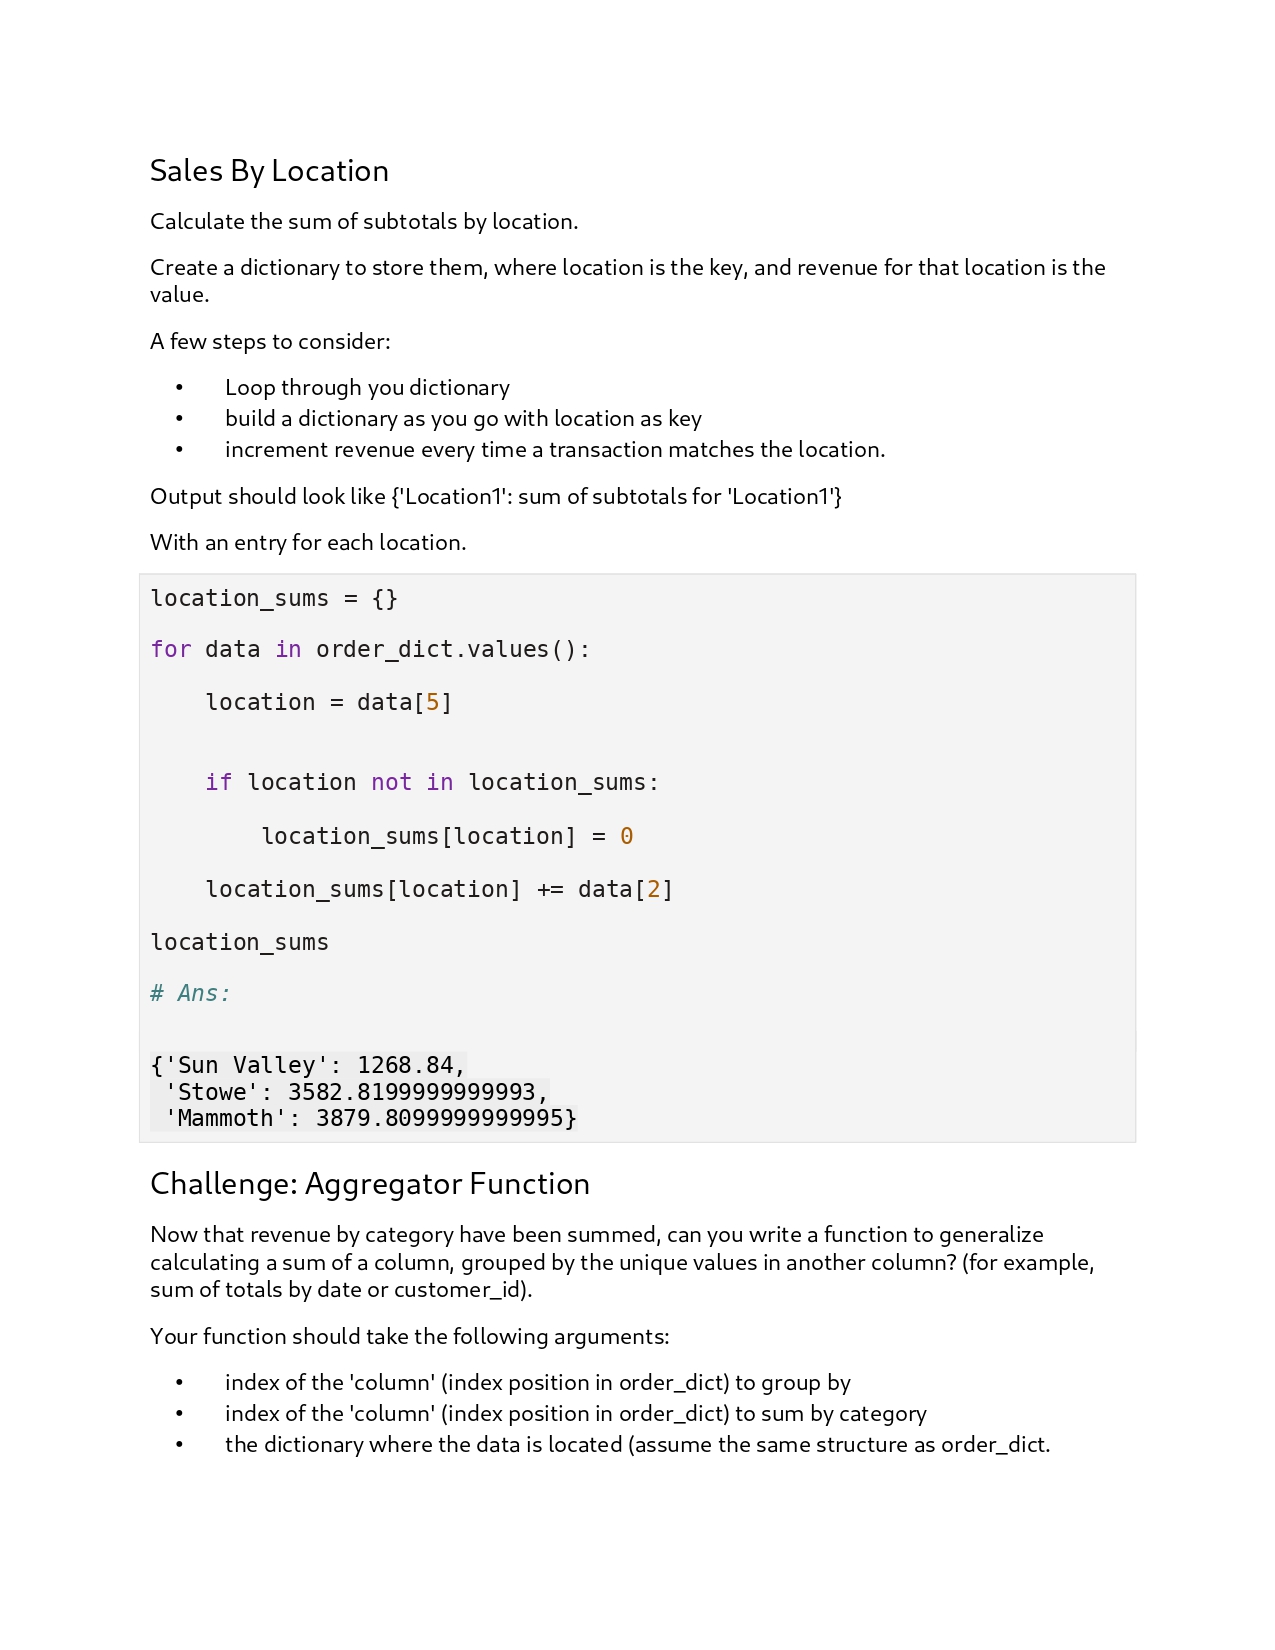 Sales By Location
Calculate the sum of subtotals by location.
Create a dictionary to store them, where location is the key, and revenue for that location is the
value.
A few steps to consider:
• Loop through you dictionary
• build a dictionary as you go with location as key
• increment revenue every time a transaction matches the location.
Output should look like {'Location1': sum of subtotals for 'Location1'}
With an entry for each location.
location_sums = {}
for data in order_dict.values():
    location = data[5]
    if location not in location_sums:
        location_sums[location] = 0
    location_sums[location] += data[2]
location_sums
# Ans:
{'Sun Valley': 1268.84,
 'Stowe': 3582.8199999999993,
 'Mammoth': 3879.8099999999995}
Challenge: Aggregator Function
Now that revenue by category have been summed, can you write a function to generalize
calculating a sum of a column, grouped by the unique values in another column? (for example,
sum of totals by date or customer_id).
Your function should take the following arguments:
• index of the 'column' (index position in order_dict) to group by
• index of the 'column' (index position in order_dict) to sum by category
• the dictionary where the data is located (assume the same structure as order_dict.